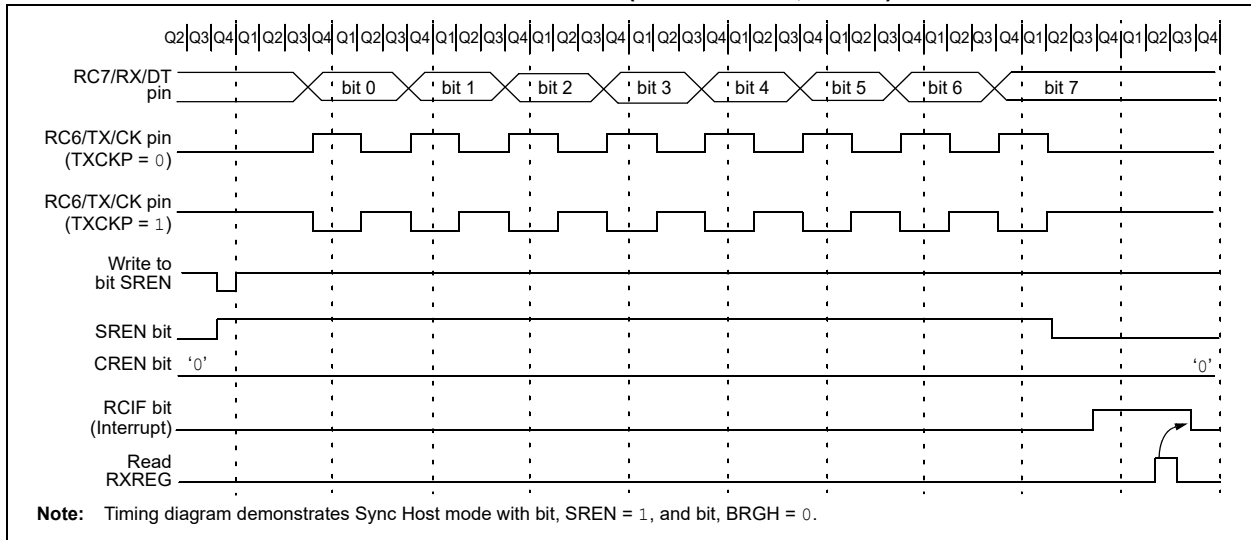 Q2 Q3 Q4 Q1 Q2 Q3 Q4 Q1 Q2 Q3 Q4 Q1 Q2 Q3 Q4 Q1 Q2 Q3 Q4 Q1 Q2 Q3 Q4 Q1 Q2 Q3 Q4 Q1 Q2 Q3 Q4 Q1 Q2 Q3 Q4 Q1 Q2 Q3 Q4 Q1 Q2 Q3 Q4
RC7/RX/DT
pin
bit 0 bit 1 bit 2 bit 3 bit 4 bit 5 bit 6 bit 7
RC6/TX/CK pin
(TXCKP = 0)
RC6/TX/CK pin
(TXCKP = 1)
Write to
bit SREN
SREN bit
CREN bit ‘0’ ‘0’
RCIF bit
(Interrupt)
Read
RXREG
Note: Timing diagram demonstrates Sync Host mode with bit, SREN = 1, and bit, BRGH = 0.